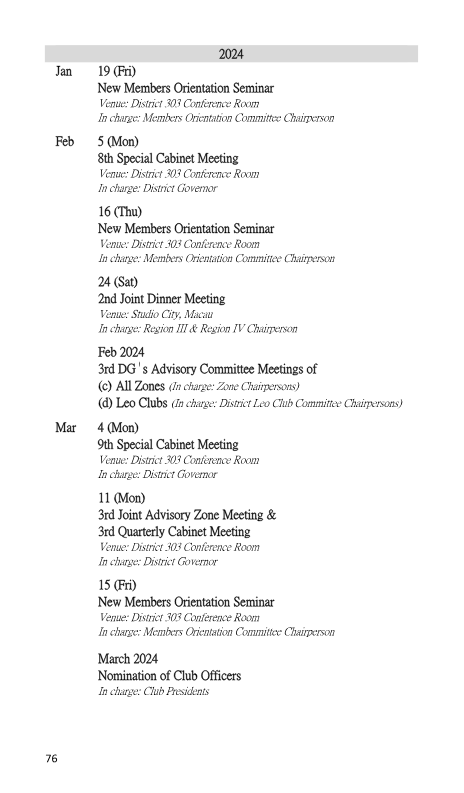 2024
Jan 19 (Fri)
New Members Orientation Seminar
Venue: District 303 Conference Room
In charge: Members Orientation Committee Chairperson
Feb 5 (Mon)
8th Special Cabinet Meeting
Venue: District 303 Conference Room
In charge: District Governor
16 (Thu)
New Members Orientation Seminar
Venue: District 303 Conference Room
In charge: Members Orientation Committee Chairperson
24 (Sat)
2nd Joint Dinner Meeting
Venue: Studio City, Macau
In charge: Region III & Region IV Chairperson
Feb 2024
3rd DG's Advisory Committee Meetings of
(c) All Zones (In charge: Zone Chairpersons)
(d) Leo Clubs (In charge: District Leo Club Committee Chairpersons)
Mar 4 (Mon)
9th Special Cabinet Meeting
Venue: District 303 Conference Room
In charge: District Governor
11 (Mon)
3rd Joint Advisory Zone Meeting &
3rd Quarterly Cabinet Meeting
Venue: District 303 Conference Room
In charge: District Governor
15 (Fri)
New Members Orientation Seminar
Venue: District 303 Conference Room
In charge: Members Orientation Committee Chairperson
March 2024
Nomination of Club Officers
In charge: Club Presidents
76